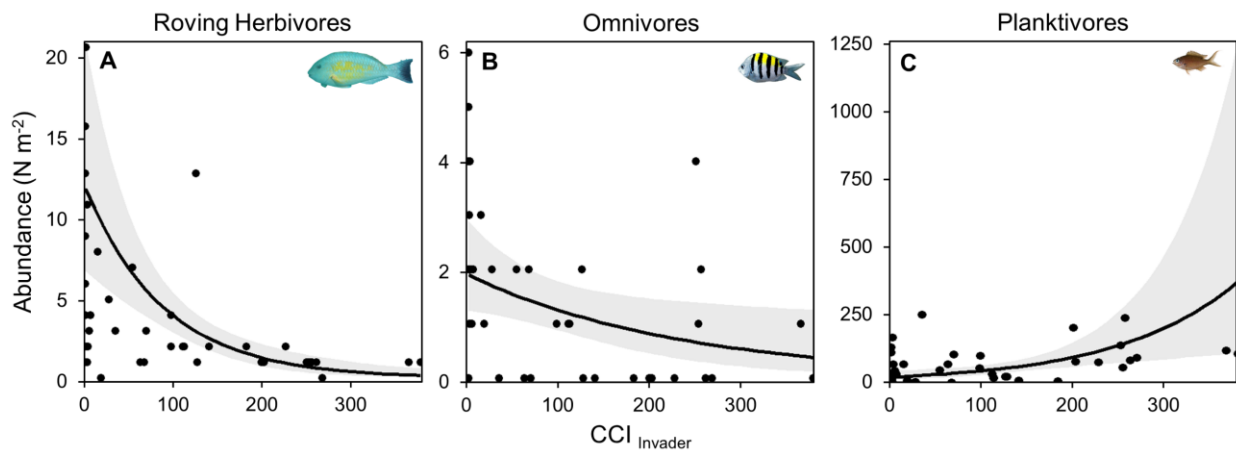 Roving Herbivores Omnivores Planktivores
A B C
Abundance (N m⁻²)
20
15
10
5
0
0 100 200 300
6
4
2
0
0 100 200 300
1250
1000
750
500
250
0
0 100 200 300
CCI Invader